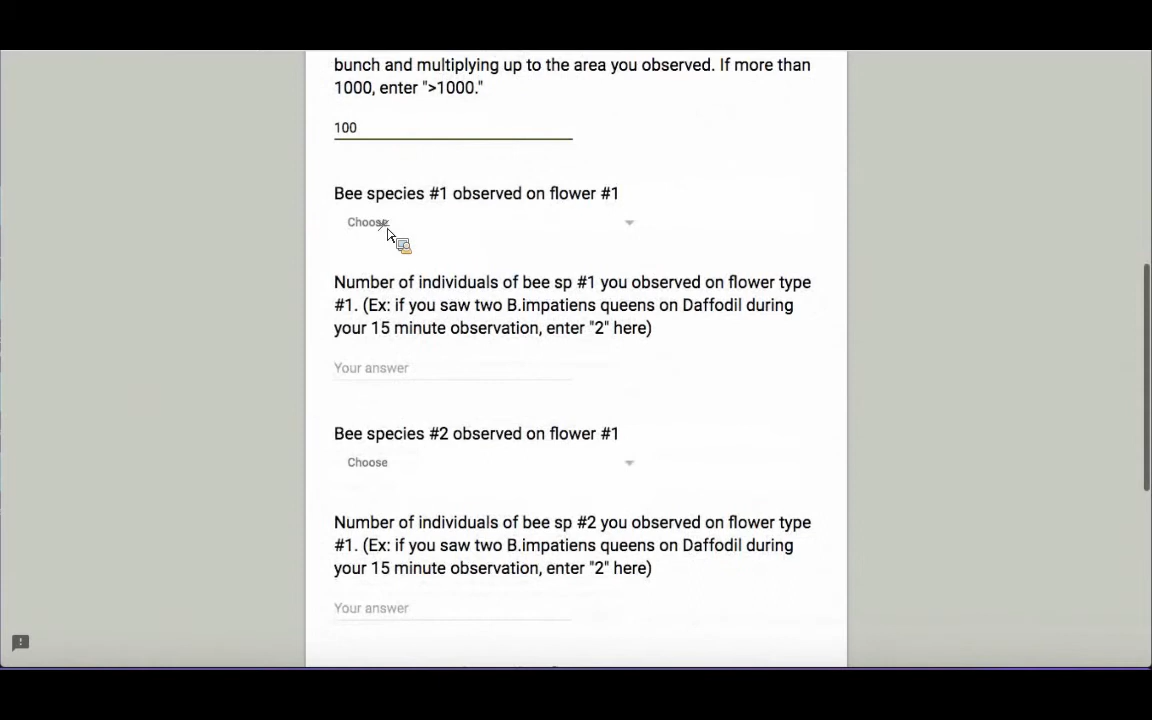 bunch and multiplying up to the area you observed. If more than
1000, enter ">1000."
100
Bee species #1 observed on flower #1
Choose
Number of individuals of bee sp #1 you observed on flower type
#1. (Ex: if you saw two B.impatiens queens on Daffodil during
your 15 minute observation, enter "2" here)
Your answer
Bee species #2 observed on flower #1
Choose
Number of individuals of bee sp #2 you observed on flower type
#1. (Ex: if you saw two B.impatiens queens on Daffodil during
your 15 minute observation, enter "2" here)
Your answer